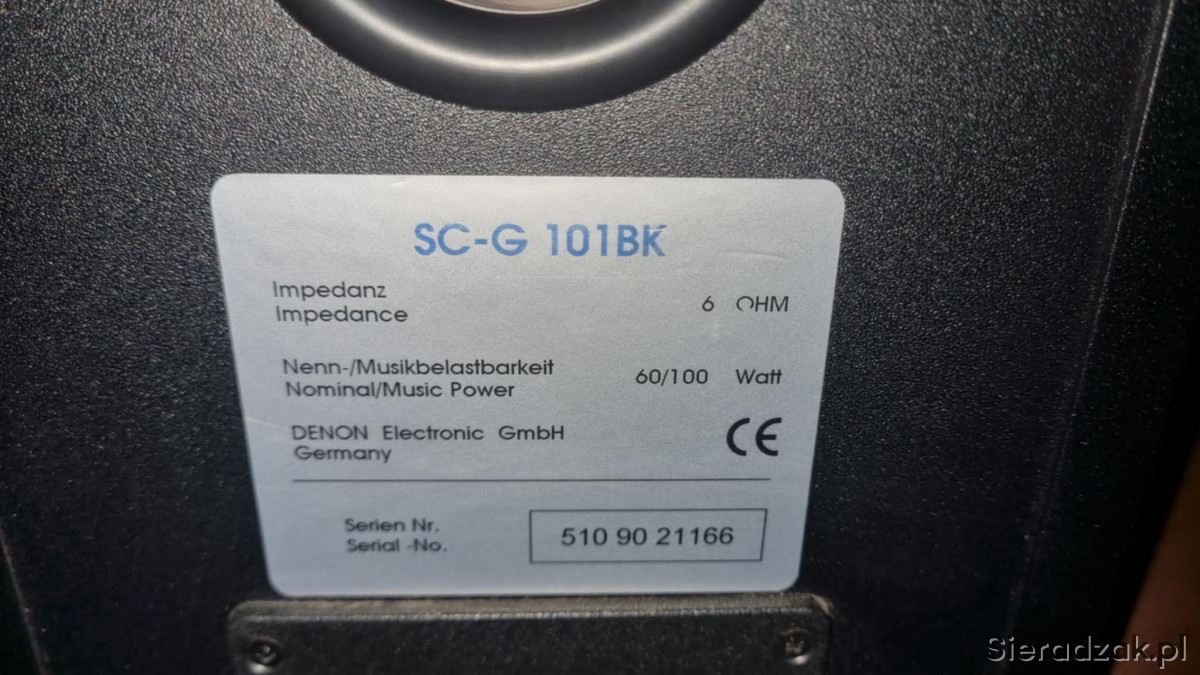 SC-G 101BK
Impedanz
Impedance
6 OHM
Nenn-/Musikbelastbarkeit
Nominal/Music Power
60/100 Watt
DENON Electronic GmbH
Germany
CE
Serien Nr.
Serial -No.
510 90 21166
Sieradzak.pl